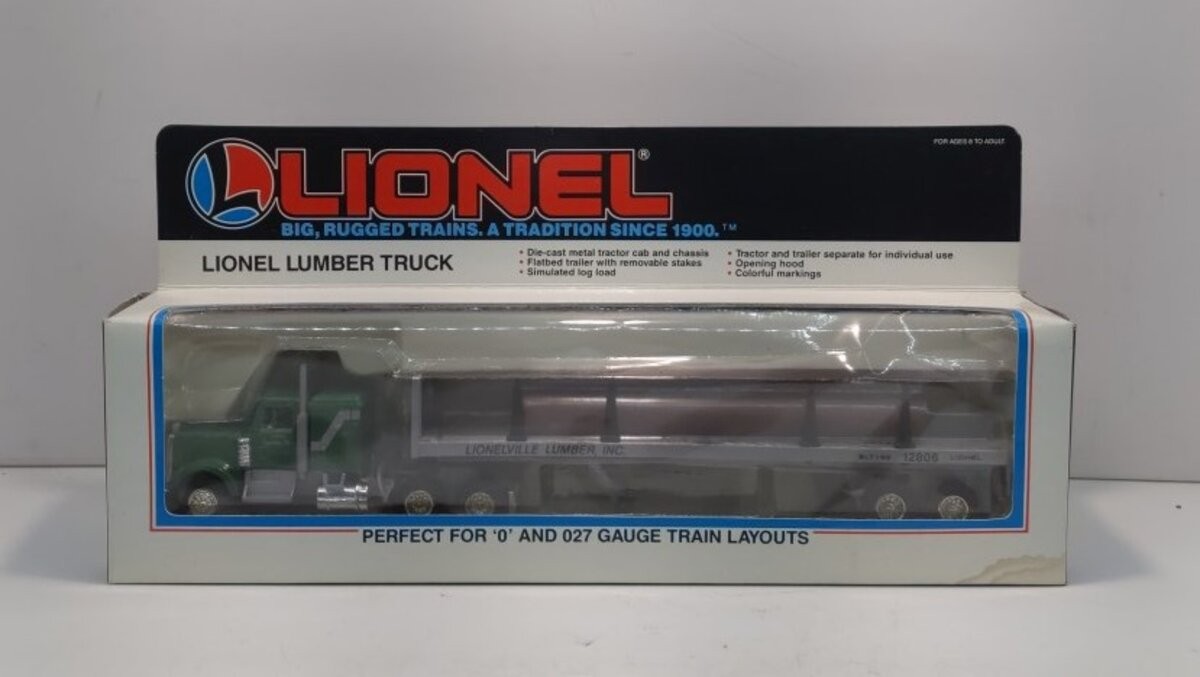 FOR AGES 8 TO ADULT
LIONEL®
BIG, RUGGED TRAINS. A TRADITION SINCE 1900.™
LIONEL LUMBER TRUCK
• Die-cast metal tractor cab and chassis
• Flatbed trailer with removable stakes
• Simulated log load
• Tractor and trailer separate for individual use
• Opening hood
• Colorful markings
LIONELVILLE LUMBER, INC.
12806 LIONEL
PERFECT FOR 'O' AND 027 GAUGE TRAIN LAYOUTS